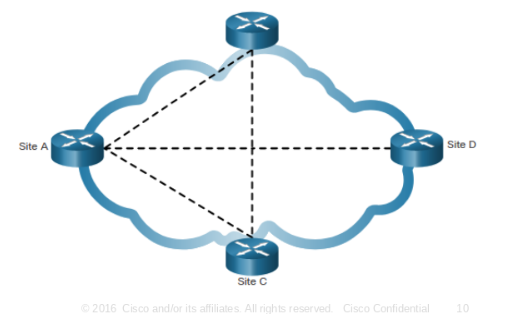 Site A
Site D
Site C
© 2016 Cisco and/or its affiliates. All rights reserved. Cisco Confidential 10